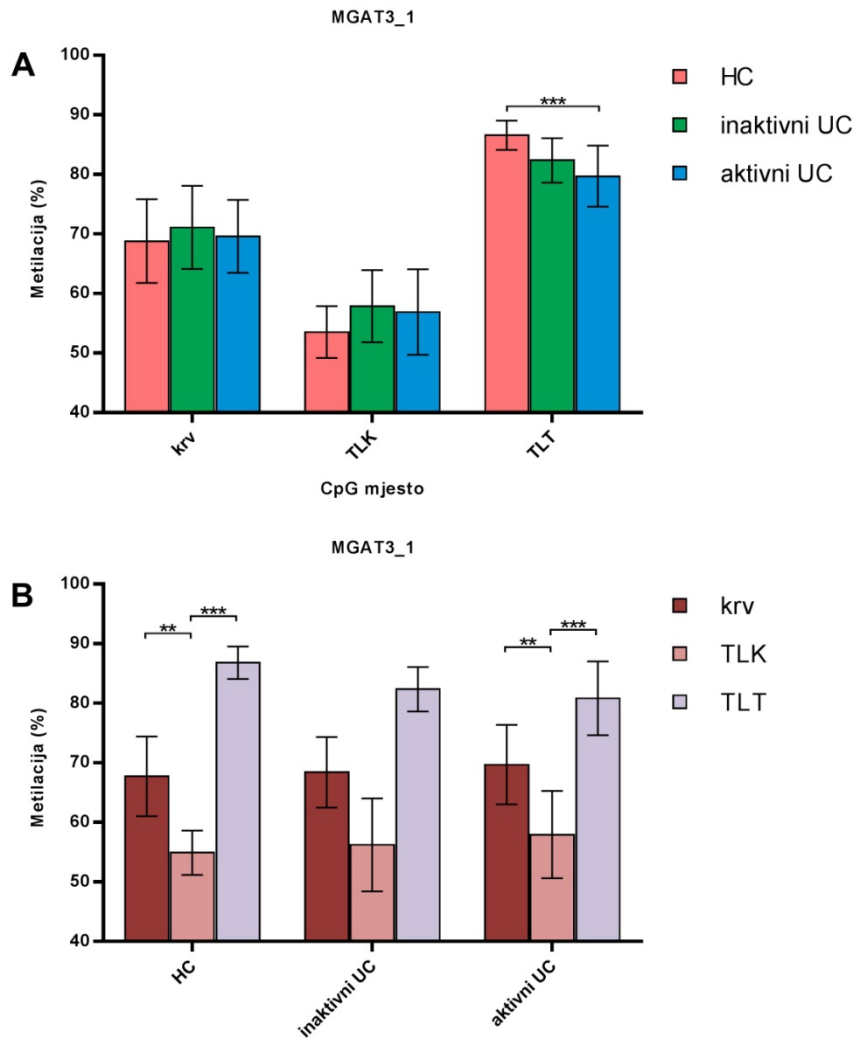 MGAT3_1
A
100
90
80
70
60
50
40
Metilacija (%)
***
krv
TLK
TLT
CpG mjesto
HC
inaktivni UC
aktivni UC
MGAT3_1
B
100
90
80
70
60
50
40
Metilacija (%)
**
***
**
***
HC
inaktivni UC
aktivni UC
krv
TLK
TLT